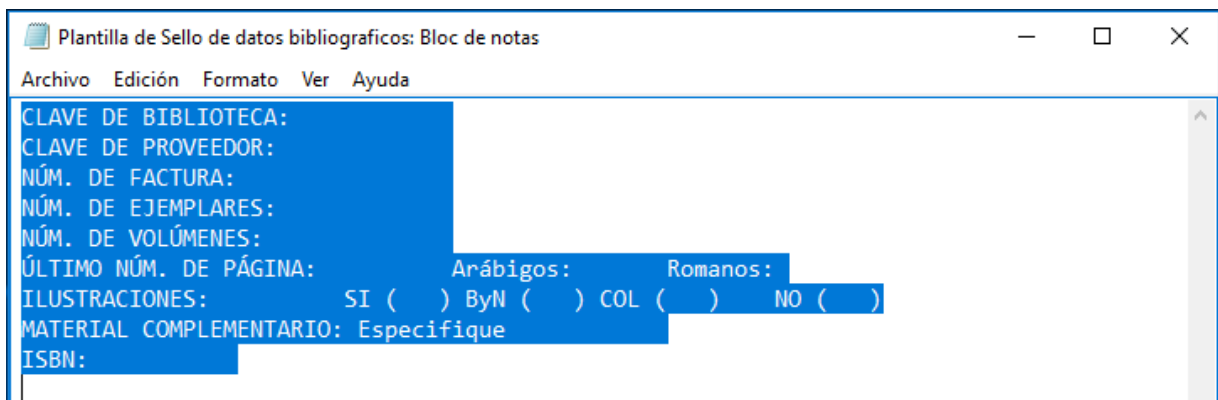 Plantilla de Sello de datos bibliograficos: Bloc de notas
Archivo Edición Formato Ver Ayuda
CLAVE DE BIBLIOTECA:
CLAVE DE PROVEEDOR:
NÚM. DE FACTURA:
NÚM. DE EJEMPLARES:
NÚM. DE VOLÚMENES:
ÚLTIMO NÚM. DE PÁGINA: Arábigos: Romanos:
ILUSTRACIONES: SI ( ) ByN ( ) COL ( ) NO ( )
MATERIAL COMPLEMENTARIO: Especifique
ISBN: